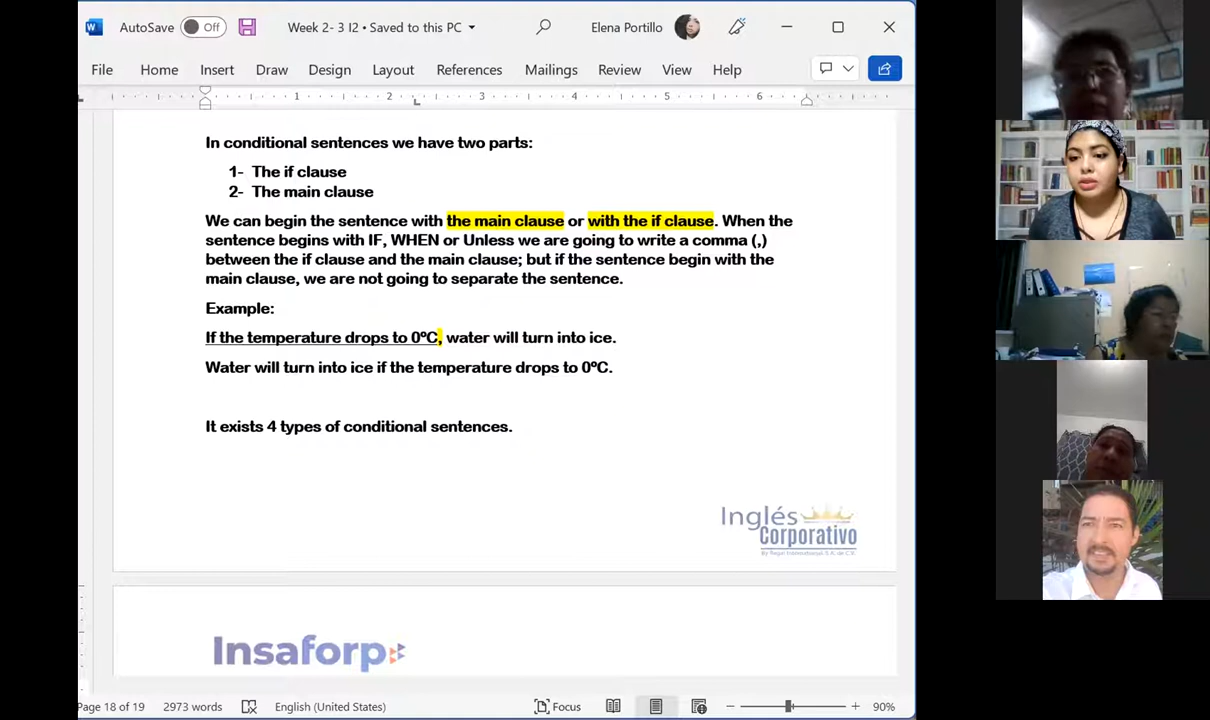 AutoSave Off Week 2- 3 I2 • Saved to this PC Elena Portillo
File Home Insert Draw Design Layout References Mailings Review View Help
1 2 3 4 5 6
In conditional sentences we have two parts:
1- The if clause
2- The main clause
We can begin the sentence with the main clause or with the if clause. When the
sentence begins with IF, WHEN or Unless we are going to write a comma (,)
between the if clause and the main clause; but if the sentence begin with the
main clause, we are not going to separate the sentence.
Example:
If the temperature drops to 0ºC, water will turn into ice.
Water will turn into ice if the temperature drops to 0ºC.
It exists 4 types of conditional sentences.
Inglés
Corporativo
Insaforp
Page 18 of 19 2973 words English (United States) Focus 90%